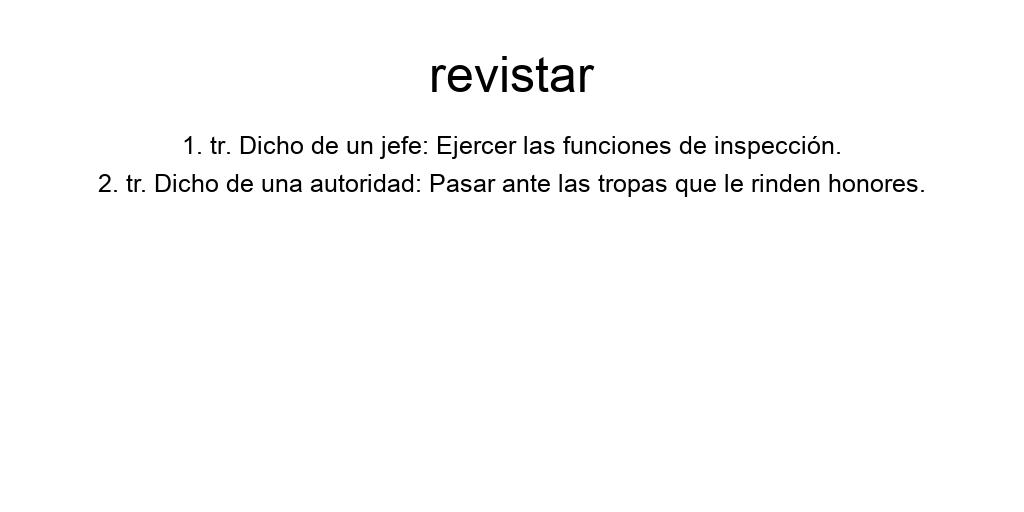 revistar
1. tr. Dicho de un jefe: Ejercer las funciones de inspección.
2. tr. Dicho de una autoridad: Pasar ante las tropas que le rinden honores.